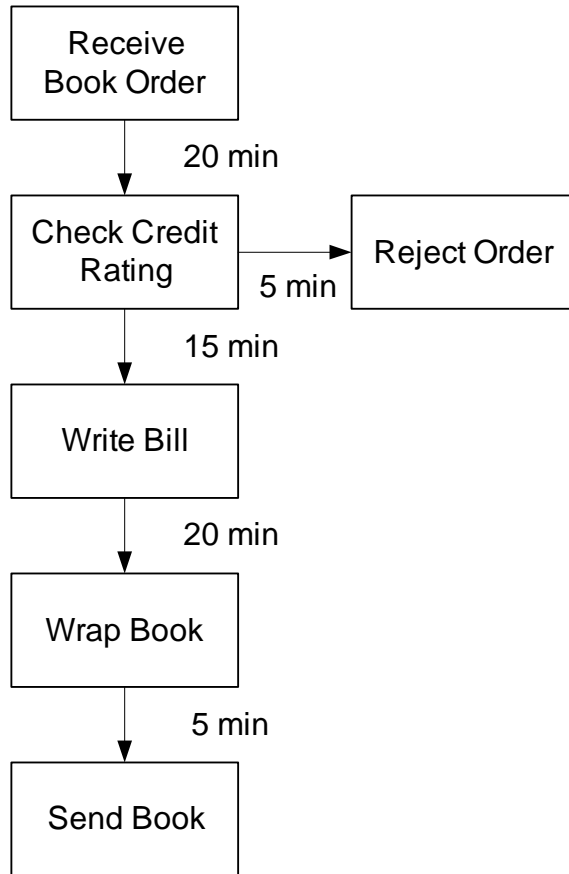 Receive
Book Order
20 min
Check Credit
Rating
5 min
Reject Order
15 min
Write Bill
20 min
Wrap Book
5 min
Send Book